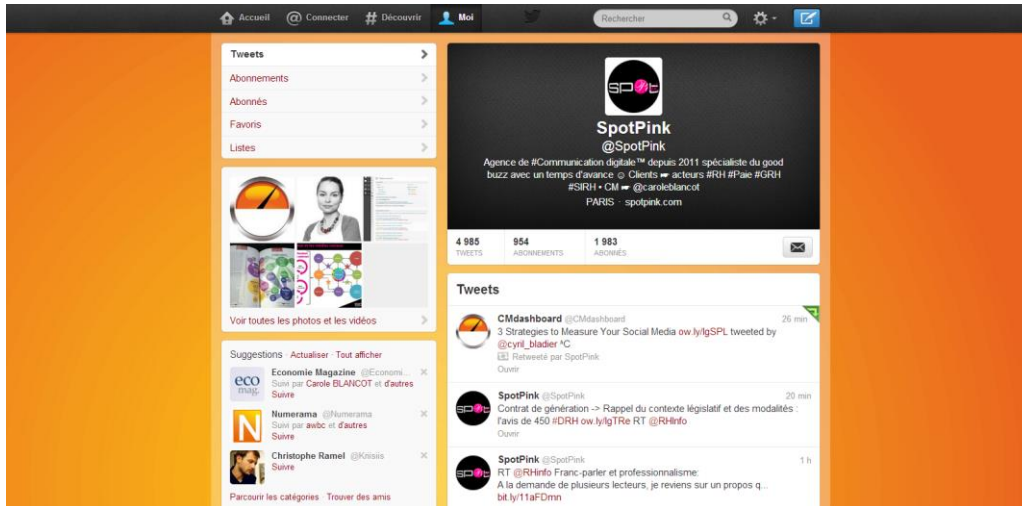 Accueil
Connecter
Découvrir
Moi
Rechercher
Tweets
Abonnements
Abonnés
Favoris
Listes
Voir toutes les photos et les vidéos
Suggestions · Actualiser · Tout afficher
eco
mag.
Economie Magazine @Economi...
Suivi par Carole BLANCOT et d'autres
Suivre
N
Numerama @Numerama
Suivi par awbc et d'autres
Suivre
Christophe Ramel @Krisiis
Suivre
Parcourir les catégories · Trouver des amis
SPOt
SpotPink
@SpotPink
Agence de #Communication digitale™ depuis 2011 spécialiste du good
buzz avec un temps d'avance ☺ Clients ☛ acteurs #RH #Paie #GRH
#SIRH • CM ☛ @caroleblancot
PARIS · spotpink.com
4 985
TWEETS
954
ABONNEMENTS
1 983
ABONNÉS
Tweets
CMdashboard @CMdashboard 26 min
3 Strategies to Measure Your Social Media ow.ly/lgSPL tweeted by
@cyril_bladier ^C
Retweeté par SpotPink
Ouvrir
SpotPink @SpotPink 20 min
Contrat de génération -> Rappel du contexte législatif et des modalités :
l'avis de 450 #DRH ow.ly/lgTRe RT @RHinfo
Ouvrir
SpotPink @SpotPink 1 h
RT @RHinfo Franc-parler et professionnalisme:
A la demande de plusieurs lecteurs, je reviens sur un propos q...
bit.ly/11aFDmn